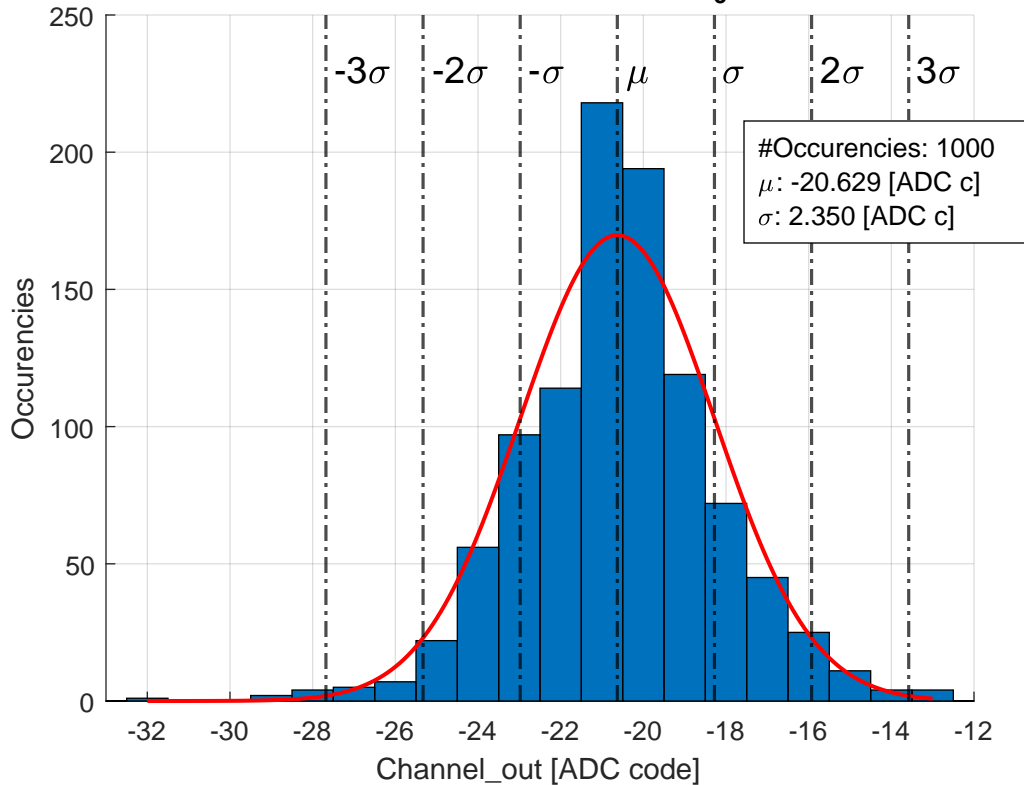 250
200
150
100
50
0
Occurencies
-3σ -2σ -σ μ σ 2σ 3σ
#Occurencies: 1000
μ: -20.629 [ADC c]
σ: 2.350 [ADC c]
-32 -30 -28 -26 -24 -22 -20 -18 -16 -14 -12
Channel_out [ADC code]